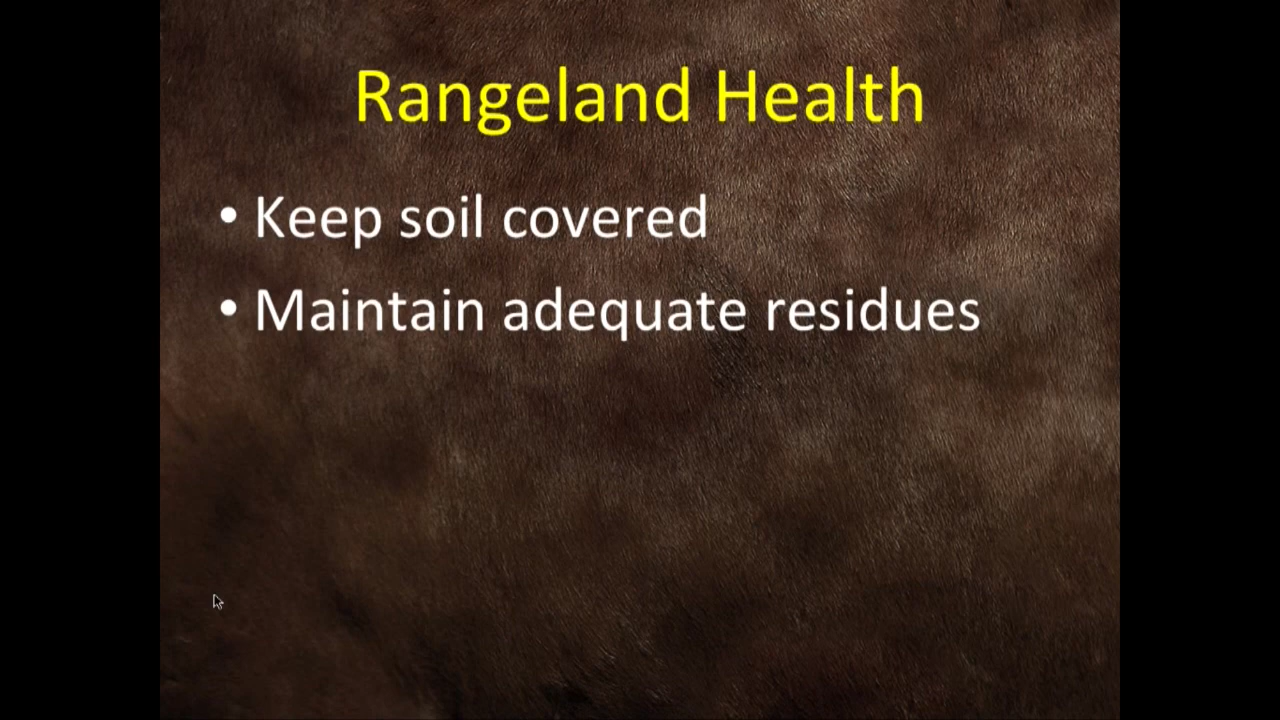 Rangeland Health
• Keep soil covered
• Maintain adequate residues